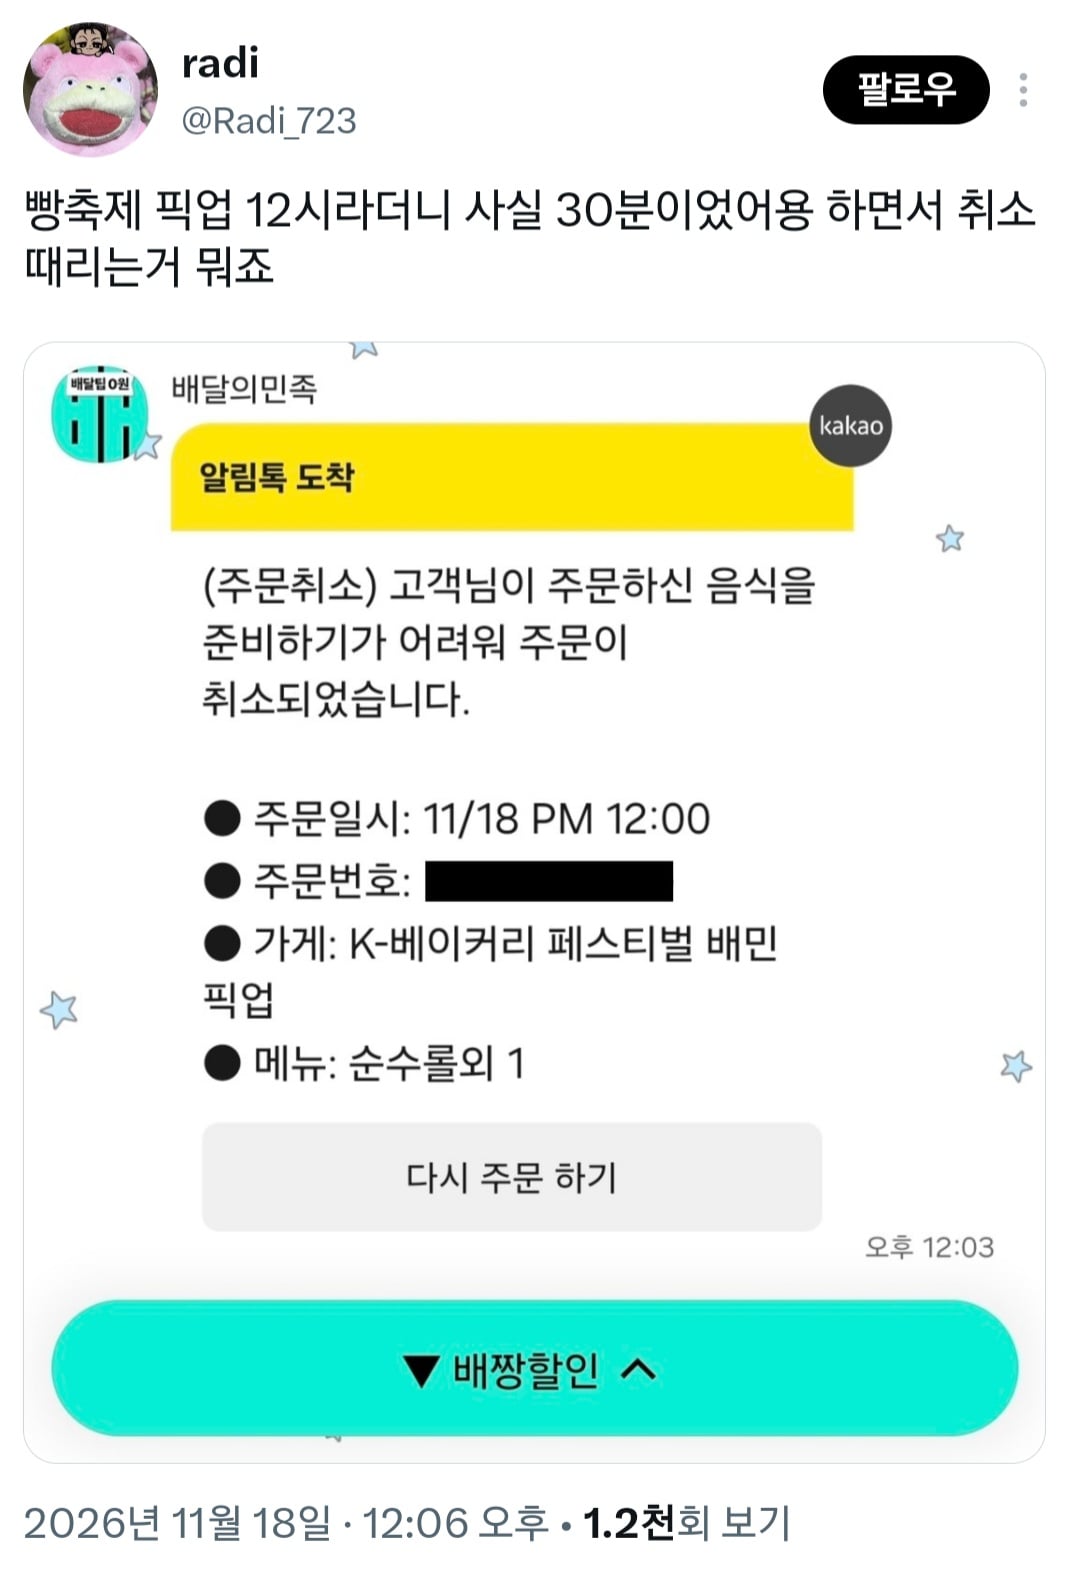 radi
@Radi_723
팔로우
빵축제 픽업 12시라더니 사실 30분이었어용 하면서 취소
때리는거 뭐죠
배달팁 0원
배달의민족
kakao
알림톡 도착
(주문취소) 고객님이 주문하신 음식을
준비하기가 어려워 주문이
취소되었습니다.
● 주문일시: 11/18 PM 12:00
● 주문번호:
● 가게: K-베이커리 페스티벌 배민
픽업
● 메뉴: 순수롤외 1
다시 주문 하기
오후 12:03
▼ 배짱할인
2026년 11월 18일 · 12:06 오후 · 1.2천회 보기